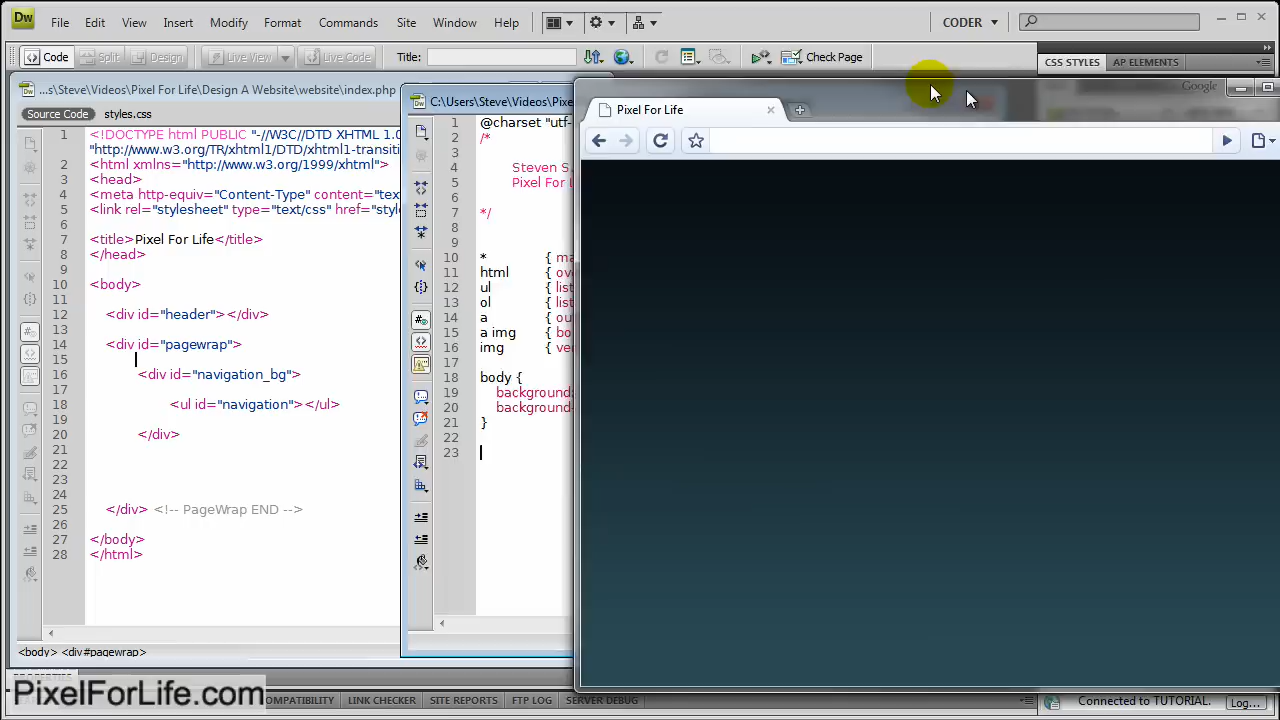 Dw File Edit View Insert Modify Format Commands Site Window Help CODER
Code Split Design Live View Live Code Title: Check Page
CSS STYLES AP ELEMENTS
...s\Steve\Videos\Pixel For Life\Design A Website\website\index.php
Source Code styles.css
1 <!DOCTYPE html PUBLIC "-//W3C//DTD XHTML 1.0
"http://www.w3.org/TR/xhtml1/DTD/xhtml1-transiti
2 <html xmlns="http://www.w3.org/1999/xhtml">
3 <head>
4 <meta http-equiv="Content-Type" content="tex
5 <link rel="stylesheet" type="text/css" href="style
6
7 <title>Pixel For Life</title>
8 </head>
9
10 <body>
11
12 <div id="header"></div>
13
14 <div id="pagewrap">
15
16 <div id="navigation_bg">
17
18 <ul id="navigation"></ul>
19
20 </div>
21
22
23
24
25 </div> <!-- PageWrap END -->
26
27 </body>
28 </html>
<body> <div#pagewrap>
C:\Users\Steve\Videos\Pixe
1 @charset "utf-
2 /*
3
4 Steven S.
5 Pixel For L
6
7 */
8
9
10 * { ma
11 html { ov
12 ul { list
13 ol { list
14 a { ou
15 a img { bo
16 img { ve
17
18 body {
19 background
20 background-
21 }
22
23
Google
Pixel For Life
PixelForLife.com
COMPATIBILITY LINK CHECKER SITE REPORTS FTP LOG SERVER DEBUG
Connected to TUTORIAL. Log...